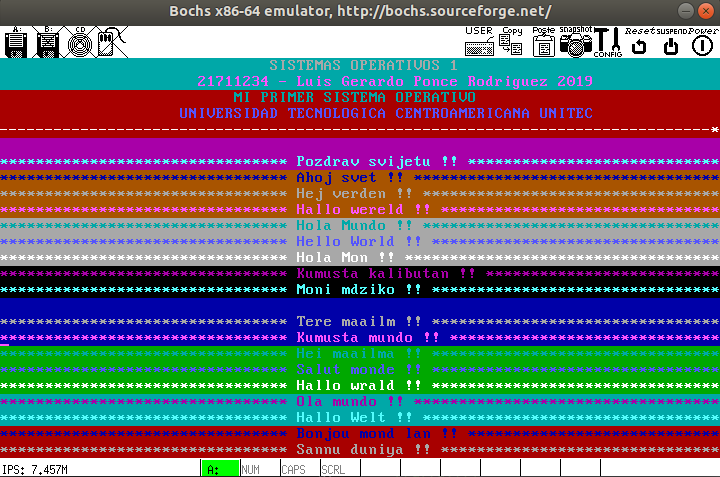 Bochs x86-64 emulator, http://bochs.sourceforge.net/
A: B: CD USER Copy Paste snapshot CONFIG Reset SUSPEND Power
SISTEMAS OPERATIVOS 1
21711234 - Luis Gerardo Ponce Rodriguez 2019
MI PRIMER SISTEMA OPERATIVO
UNIVERSIDAD TECNOLOGICA CENTROAMERICANA UNITEC
-------------------------------------------------------------------------------*
******************************** Pozdrav svijetu !! ****************************
******************************** Ahoj svet !! **********************************
******************************** Hej verden !! *********************************
******************************** Hallo wereld !! *******************************
******************************** Hola Mundo !! *********************************
******************************** Hello World !! ********************************
******************************** Hola Mon !! ***********************************
******************************** Kumusta kalibutan !! **************************
******************************** Moni mdziko !! ********************************
******************************** Tere maailm !! ********************************
******************************** Kumusta mundo !! ******************************
******************************** Hei maailma !! ********************************
******************************** Salut monde !! ********************************
******************************** Hallo wrald !! ********************************
******************************** Ola mundo !! **********************************
******************************** Hallo Welt !! *********************************
******************************** Bonjou mond lan !! ****************************
******************************** Sannu duniya !! *******************************
IPS: 7.457M A: NUM CAPS SCRL